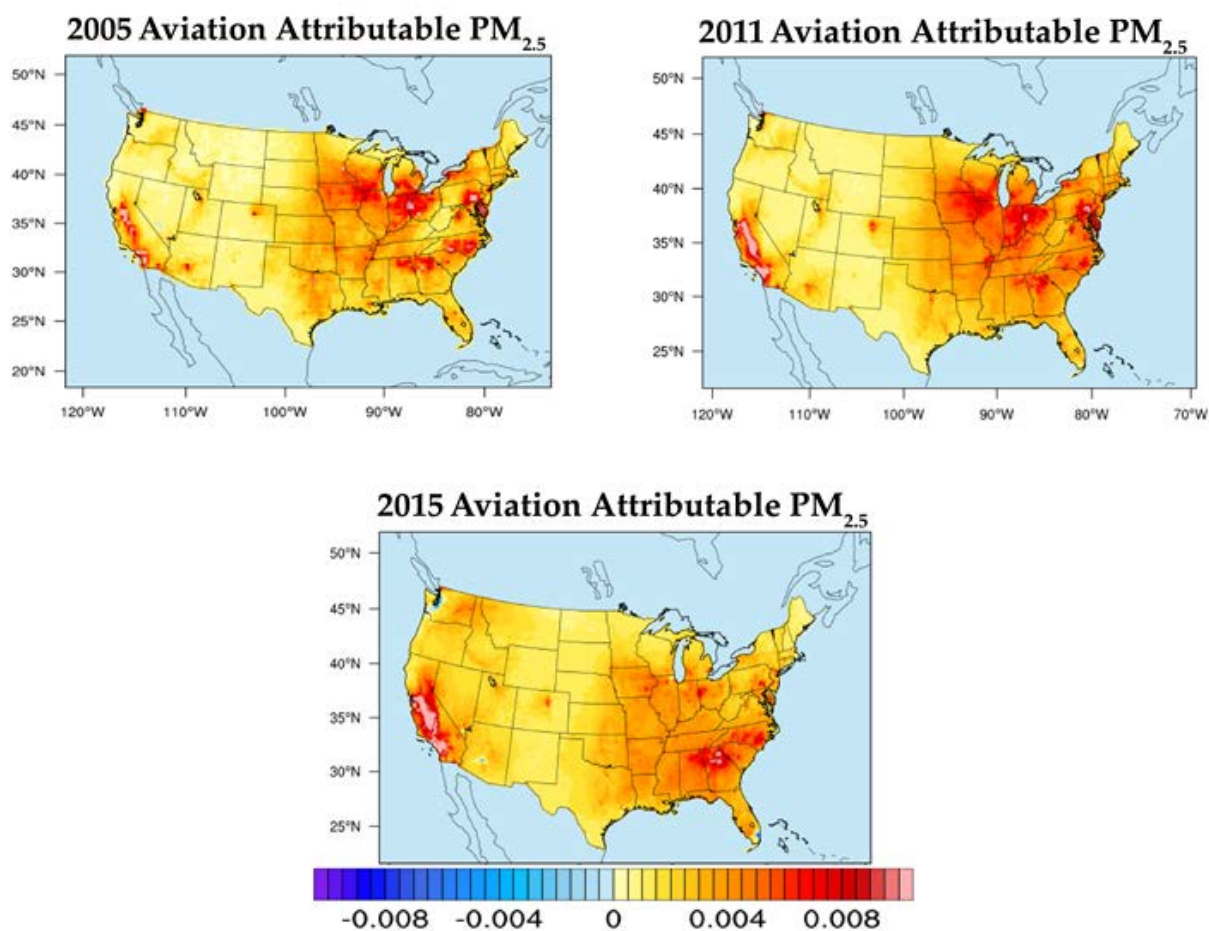 2005 Aviation Attributable PM2.5
2011 Aviation Attributable PM2.5
50°N
45°N
40°N
35°N
30°N
25°N
20°N
120°W 110°W 100°W 90°W 80°W
50°N
45°N
40°N
35°N
30°N
25°N
120°W 110°W 100°W 90°W 80°W 70°W
2015 Aviation Attributable PM2.5
50°N
45°N
40°N
35°N
30°N
25°N
-0.008 -0.004 0 0.004 0.008